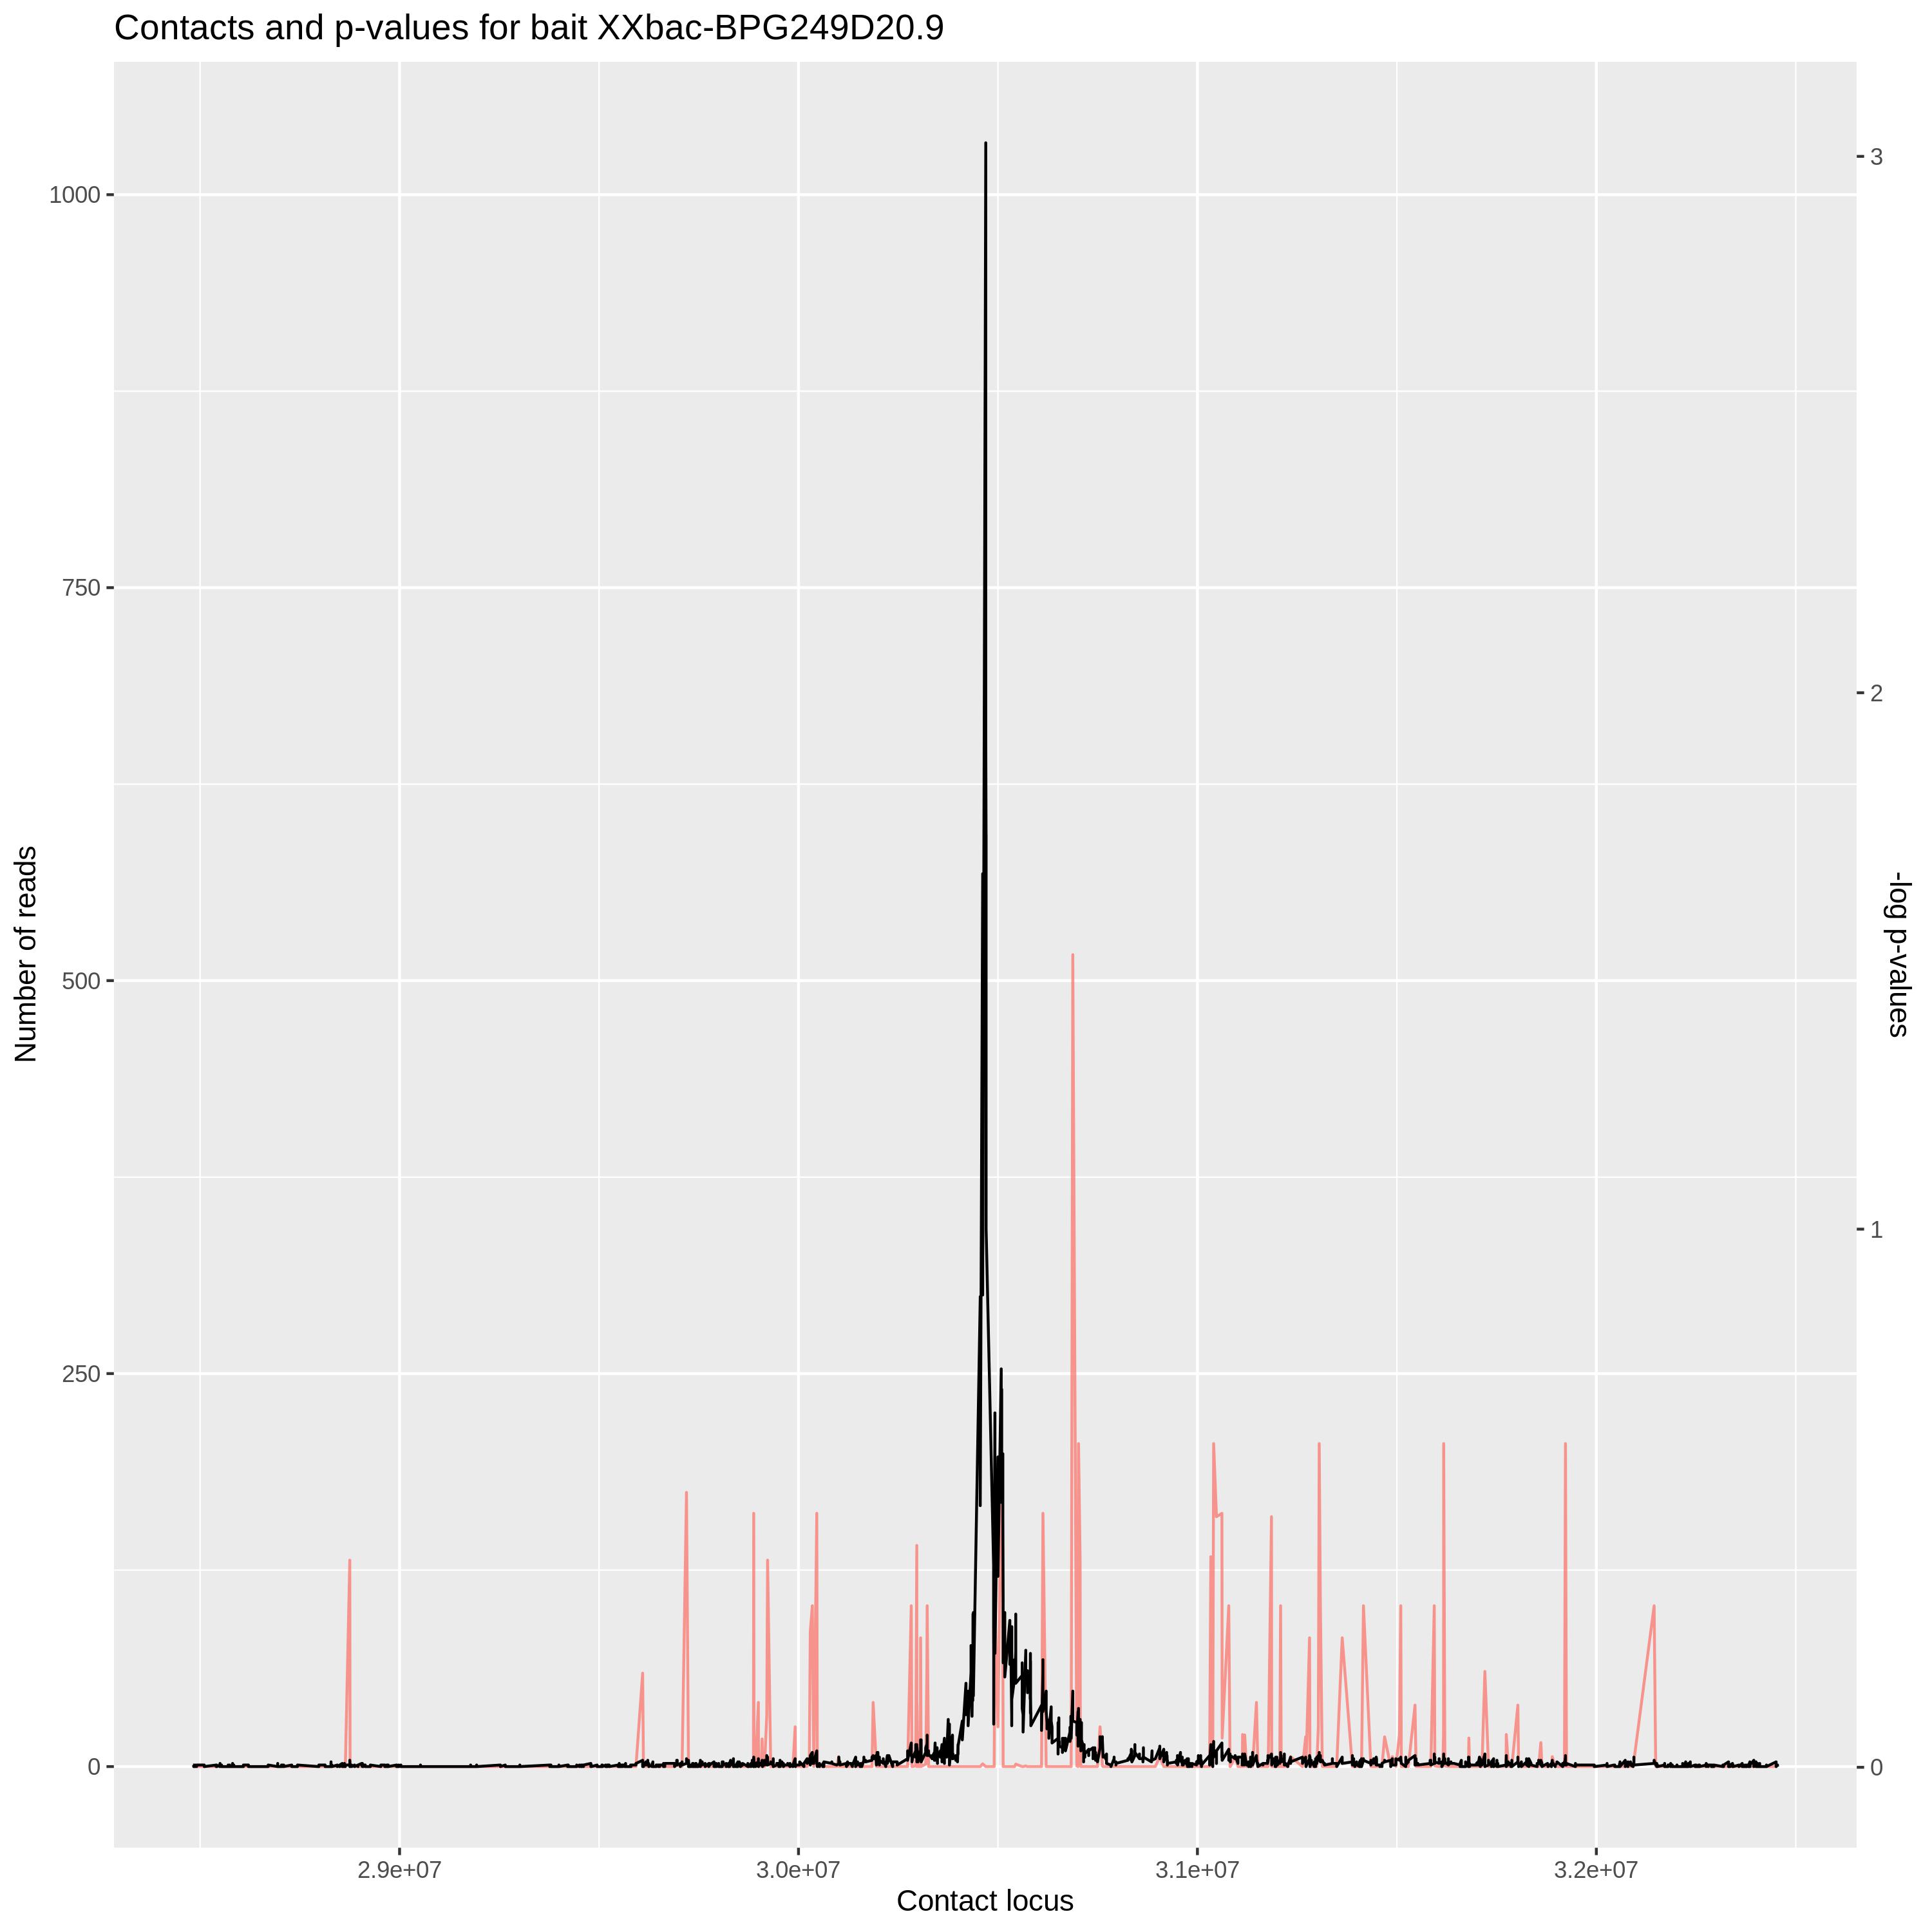 Contacts and p-values for bait XXbac-BPG249D20.9
1000
750
500
250
0
Number of reads
3
2
1
0
-log p-values
2.9e+07 3.0e+07 3.1e+07 3.2e+07
Contact locus